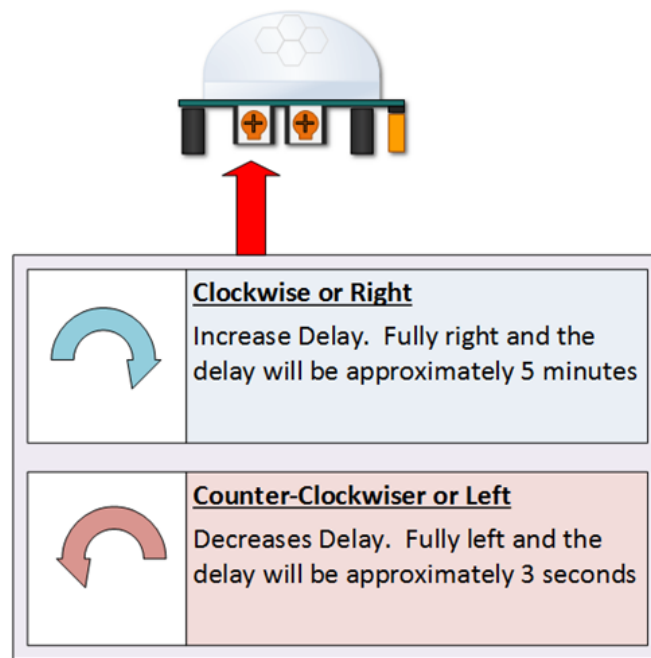 Clockwise or Right
Increase Delay.  Fully right and the
delay will be approximately 5 minutes
Counter-Clockwiser or Left
Decreases Delay.  Fully left and the
delay will be approximately 3 seconds